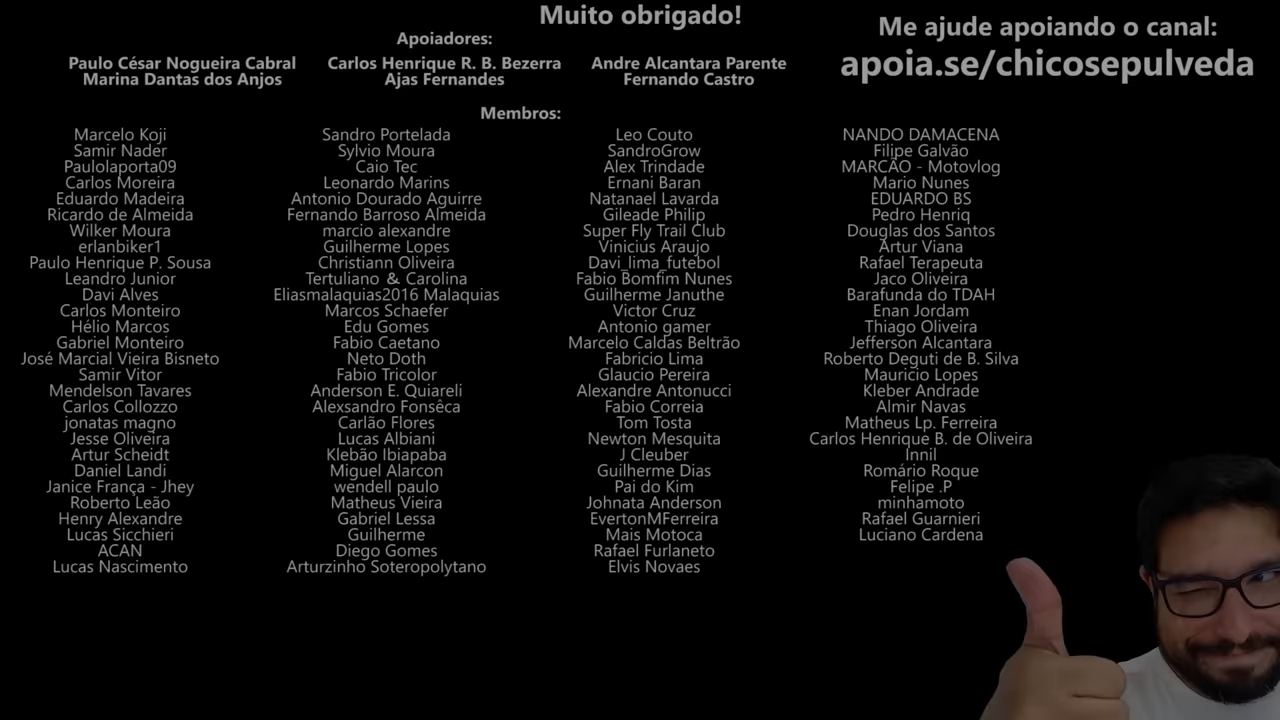 Muito obrigado!
Me ajude apoiando o canal:
apoia.se/chicosepulveda
Apoiadores:
Paulo César Nogueira Cabral
Marina Dantas dos Anjos
Carlos Henrique R. B. Bezerra
Ajas Fernandes
Andre Alcantara Parente
Fernando Castro
Membros:
Marcelo Koji
Samir Nader
Paulolaporta09
Carlos Moreira
Eduardo Madeira
Ricardo de Almeida
Wilker Moura
erlanbiker1
Paulo Henrique P. Sousa
Leandro Junior
Davi Alves
Carlos Monteiro
Hélio Marcos
Gabriel Monteiro
José Marcial Vieira Bisneto
Samir Vitor
Mendelson Tavares
Carlos Collozzo
jonatas magno
Jesse Oliveira
Artur Scheidt
Daniel Landi
Janice França - Jhey
Roberto Leão
Henry Alexandre
Lucas Sicchieri
ACAN
Lucas Nascimento
Sandro Portelada
Sylvio Moura
Caio Tec
Leonardo Marins
Antonio Dourado Aguirre
Fernando Barroso Almeida
marcio alexandre
Guilherme Lopes
Christiann Oliveira
Tertuliano & Carolina
Eliasmalaquias2016 Malaquias
Marcos Schaefer
Edu Gomes
Fabio Caetano
Neto Doth
Fabio Tricolor
Anderson E. Quiareli
Alexsandro Fonsêca
Carlão Flores
Lucas Albiani
Klebão Ibiapaba
Miguel Alarcon
wendell paulo
Matheus Vieira
Gabriel Lessa
Guilherme
Diego Gomes
Arturzinho Soteropolytano
Leo Couto
SandroGrow
Alex Trindade
Ernani Baran
Natanael Lavarda
Gileade Philip
Super Fly Trail Club
Vinicius Araujo
Davi_lima_futebol
Fabio Bomfim Nunes
Guilherme Januthe
Victor Cruz
Antonio gamer
Marcelo Caldas Beltrão
Fabricio Lima
Glaucio Pereira
Alexandre Antonucci
Fabio Correia
Tom Tosta
Newton Mesquita
J Cleuber
Guilherme Dias
Pai do Kim
Johnata Anderson
EvertonMFerreira
Mais Motoca
Rafael Furlaneto
Elvis Novaes
NANDO DAMACENA
Filipe Galvão
MARCÃO - Motovlog
Mario Nunes
EDUARDO BS
Pedro Henriq
Douglas dos Santos
Artur Viana
Rafael Terapeuta
Jaco Oliveira
Barafunda do TDAH
Enan Jordam
Thiago Oliveira
Jefferson Alcantara
Roberto Deguti de B. Silva
Mauricio Lopes
Kleber Andrade
Almir Navas
Matheus Lp. Ferreira
Carlos Henrique B. de Oliveira
Innil
Romário Roque
Felipe .P
minhamoto
Rafael Guarnieri
Luciano Cardena